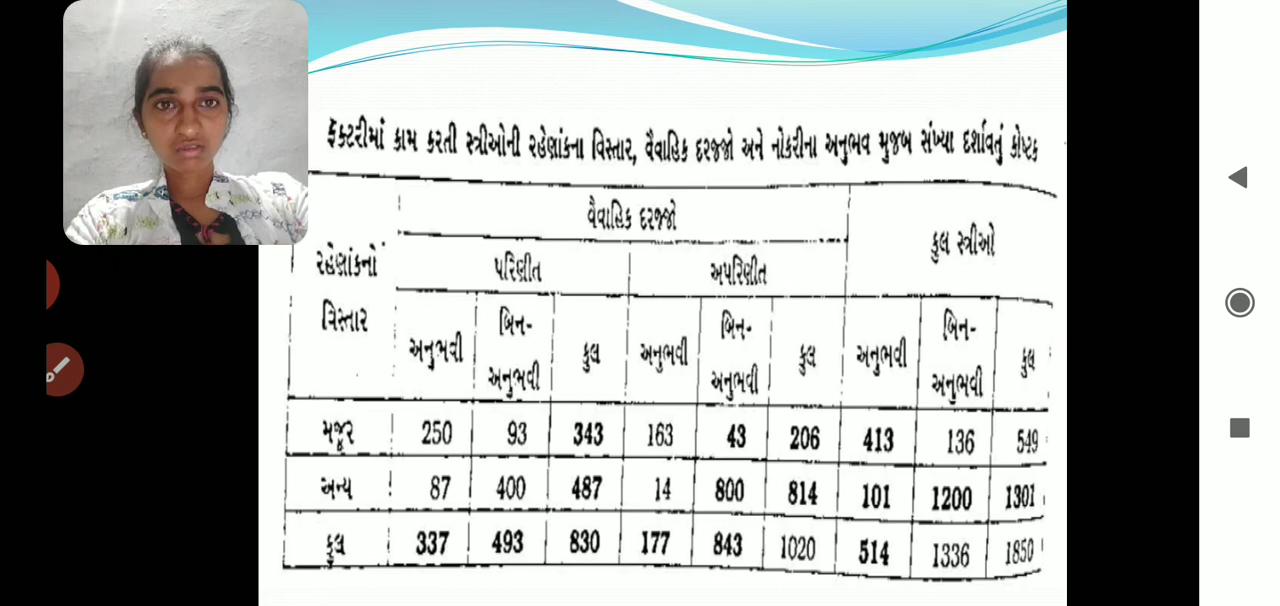 ફેક્ટરીમાં કામ કરતી સ્ત્રીઓની રહેણાંકના વિસ્તાર, વૈવાહિક દરજ્જો અને નોકરીના અનુભવ મુજબ સંખ્યા દર્શાવતું કોષ્ટક
રહેણાંકનો વિસ્તાર
વૈવાહિક દરજ્જો
કુલ સ્ત્રીઓ
પરિણીત અપરિણીત
અનુભવી બિન-અનુભવી કુલ અનુભવી બિન-અનુભવી કુલ અનુભવી બિન-અનુભવી કુલ
મજૂર 250 93 343 163 43 206 413 136 549
અન્ય 87 400 487 14 800 814 101 1200 1301
કુલ 337 493 830 177 843 1020 514 1336 1850